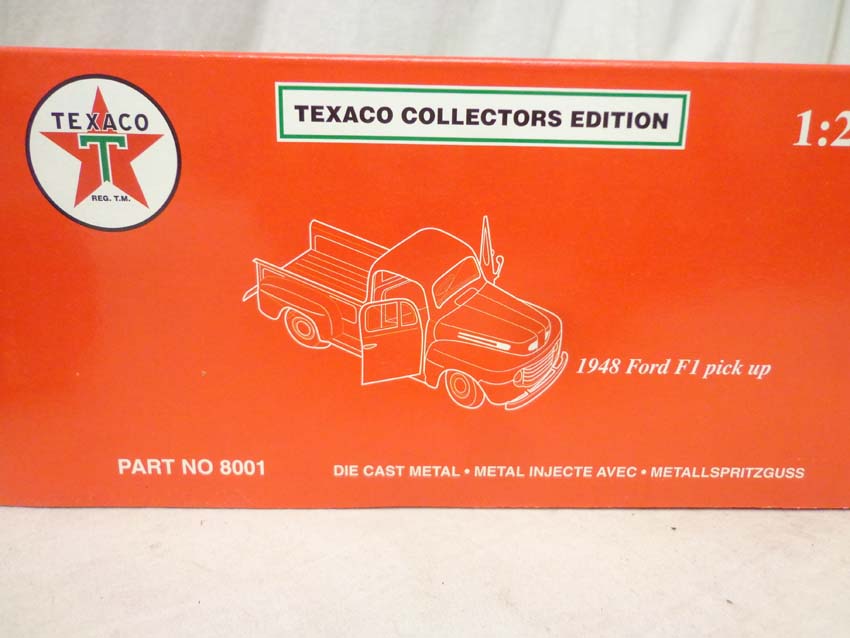 TEXACO
T
REG. T.M.
TEXACO COLLECTORS EDITION
1:2
1948 Ford F1 pick up
PART NO 8001
DIE CAST METAL • METAL INJECTE AVEC • METALLSPRITZGUSS